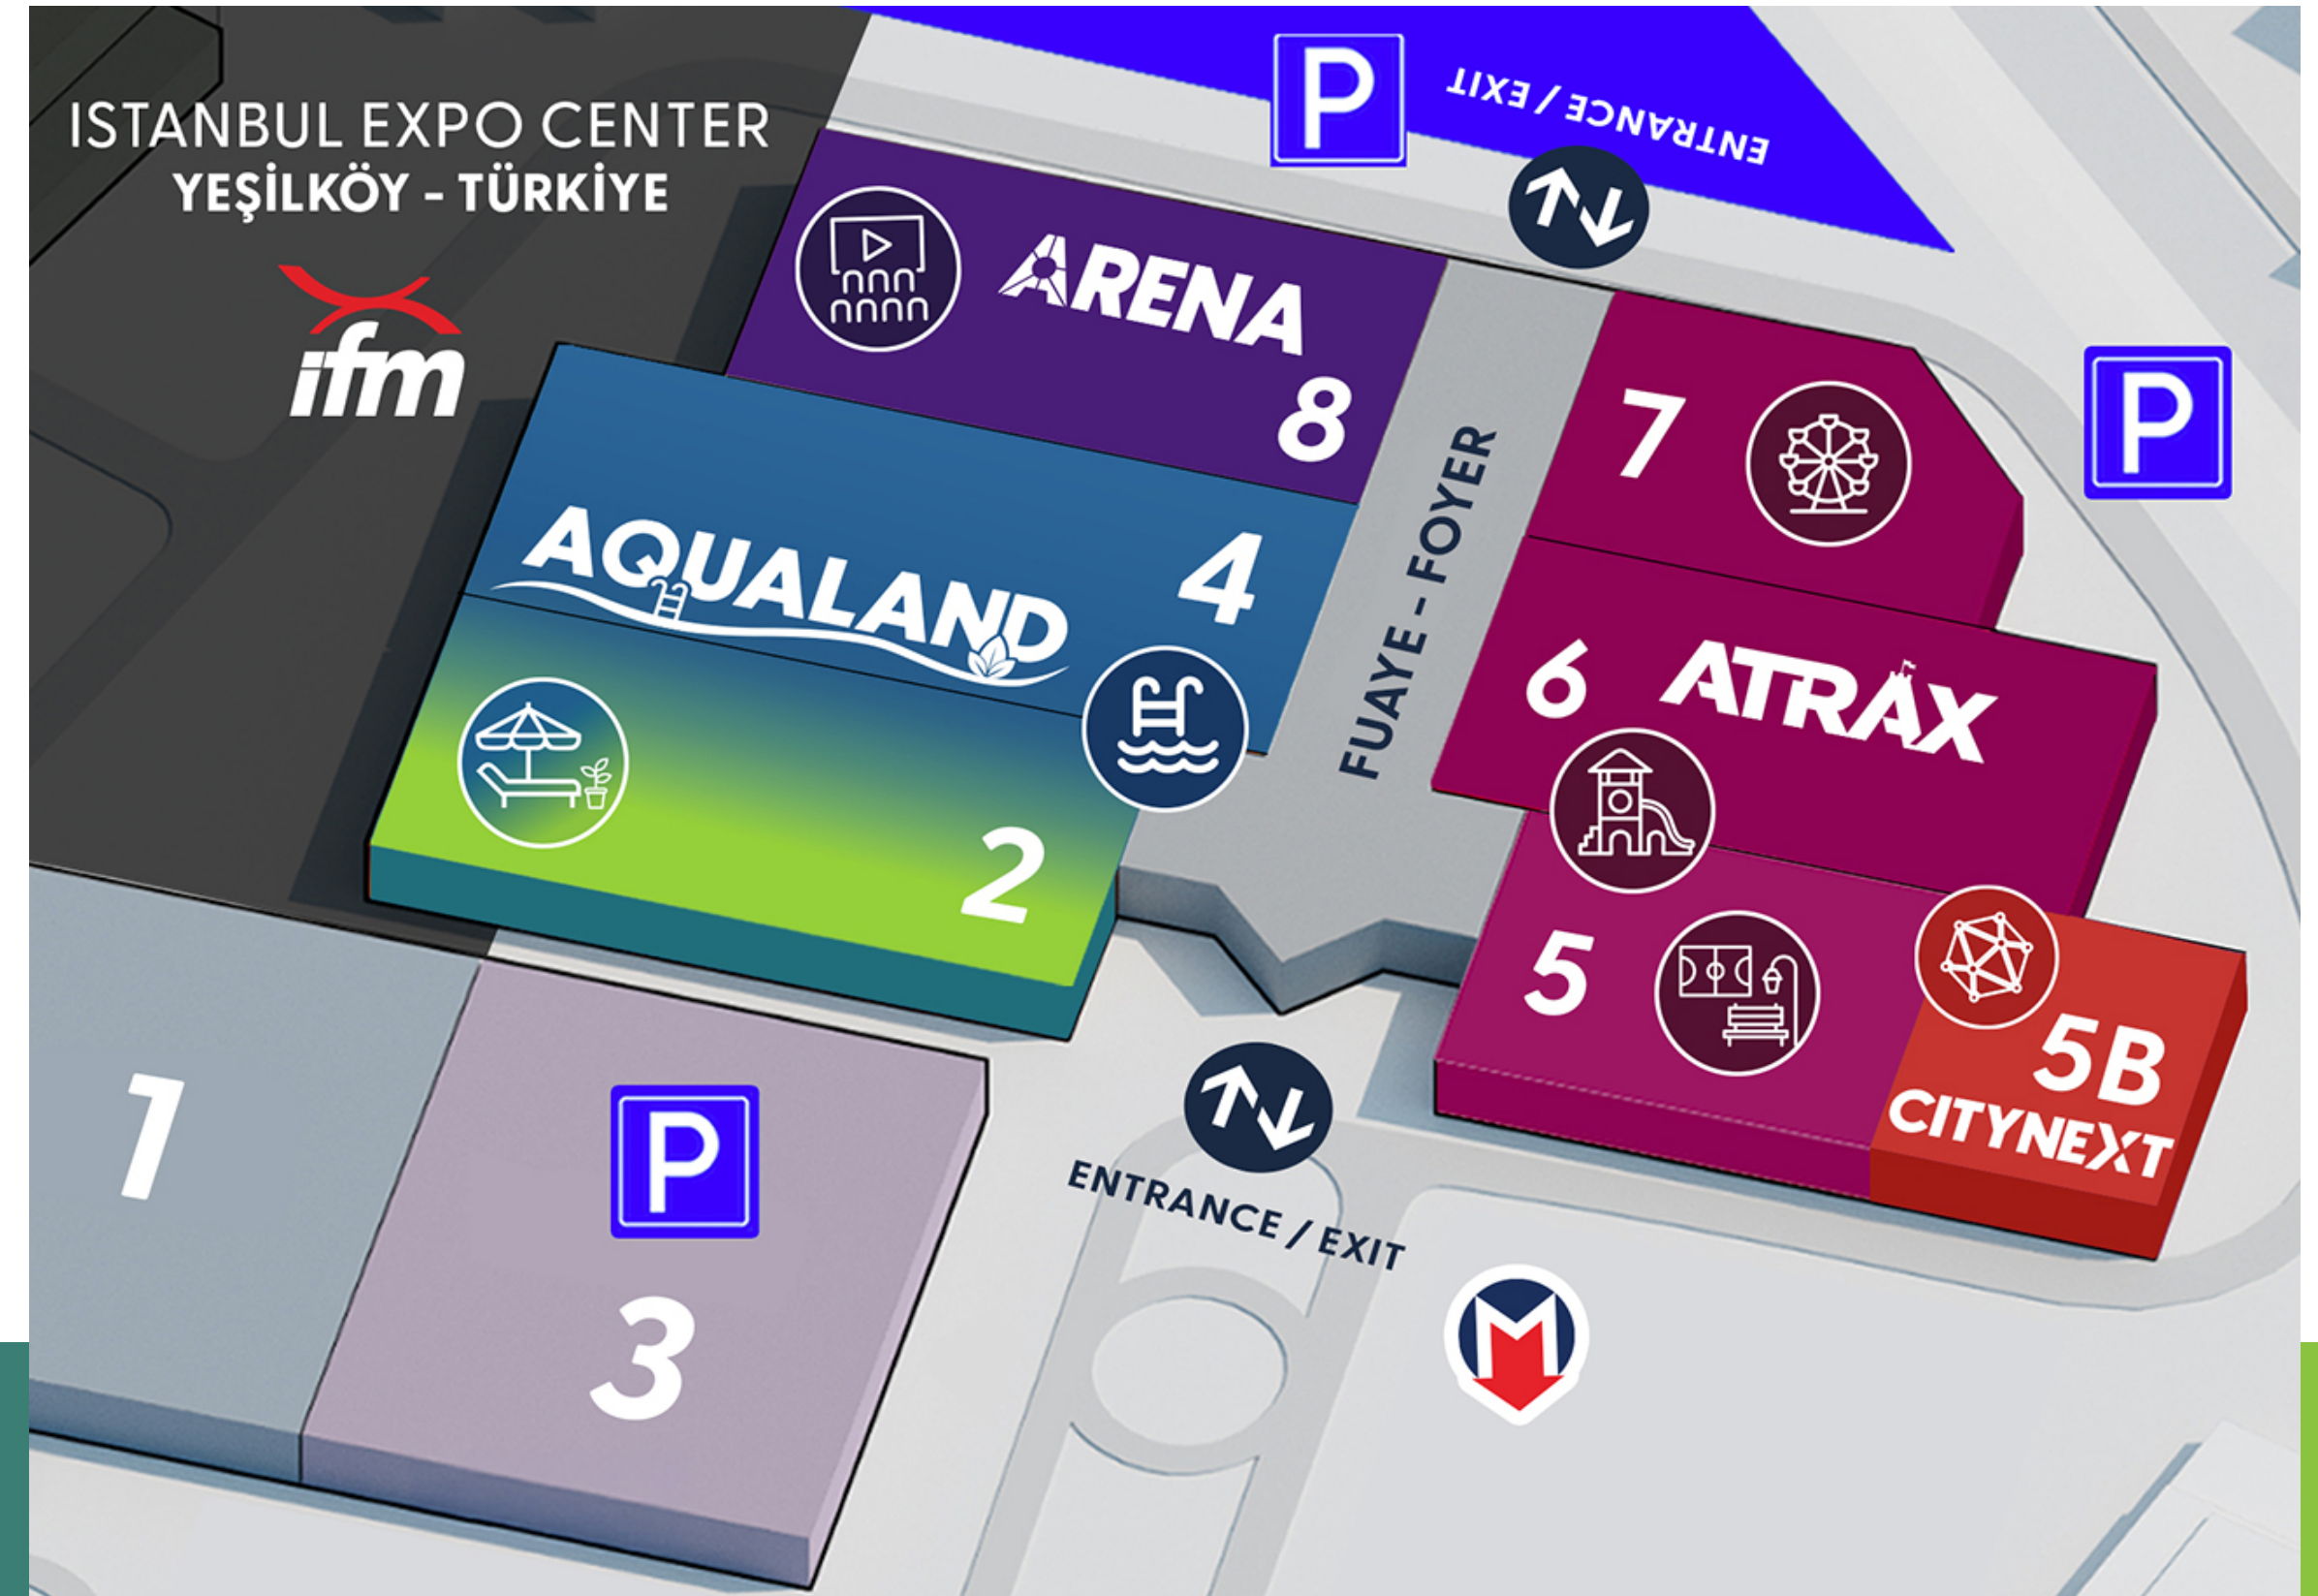 ISTANBUL EXPO CENTER
YEŞİLKÖY - TÜRKİYE
ifm
P
ENTRANCE / EXIT
ARENA
8
7
P
AQUALAND
4
FUAYE - FOYER
6
ATRAX
2
5
5B
CITYNEXT
1
P
3
ENTRANCE / EXIT
M